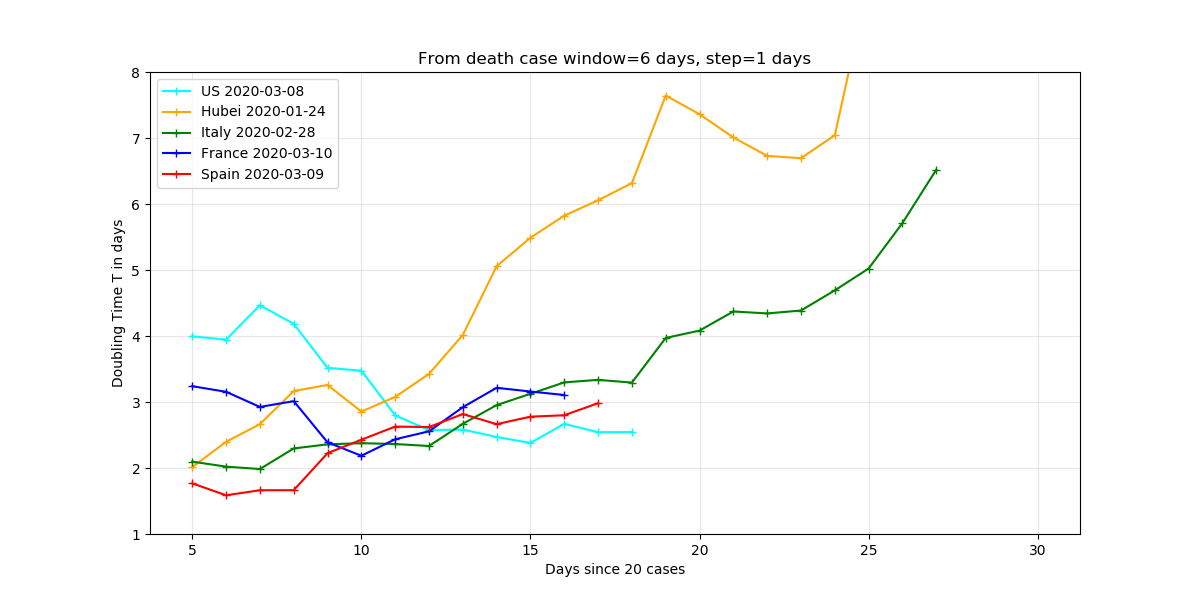 From death case window=6 days, step=1 days
US 2020-03-08
Hubei 2020-01-24
Italy 2020-02-28
France 2020-03-10
Spain 2020-03-09
Doubling Time T in days
8
7
6
5
4
3
2
1
5 10 15 20 25 30
Days since 20 cases